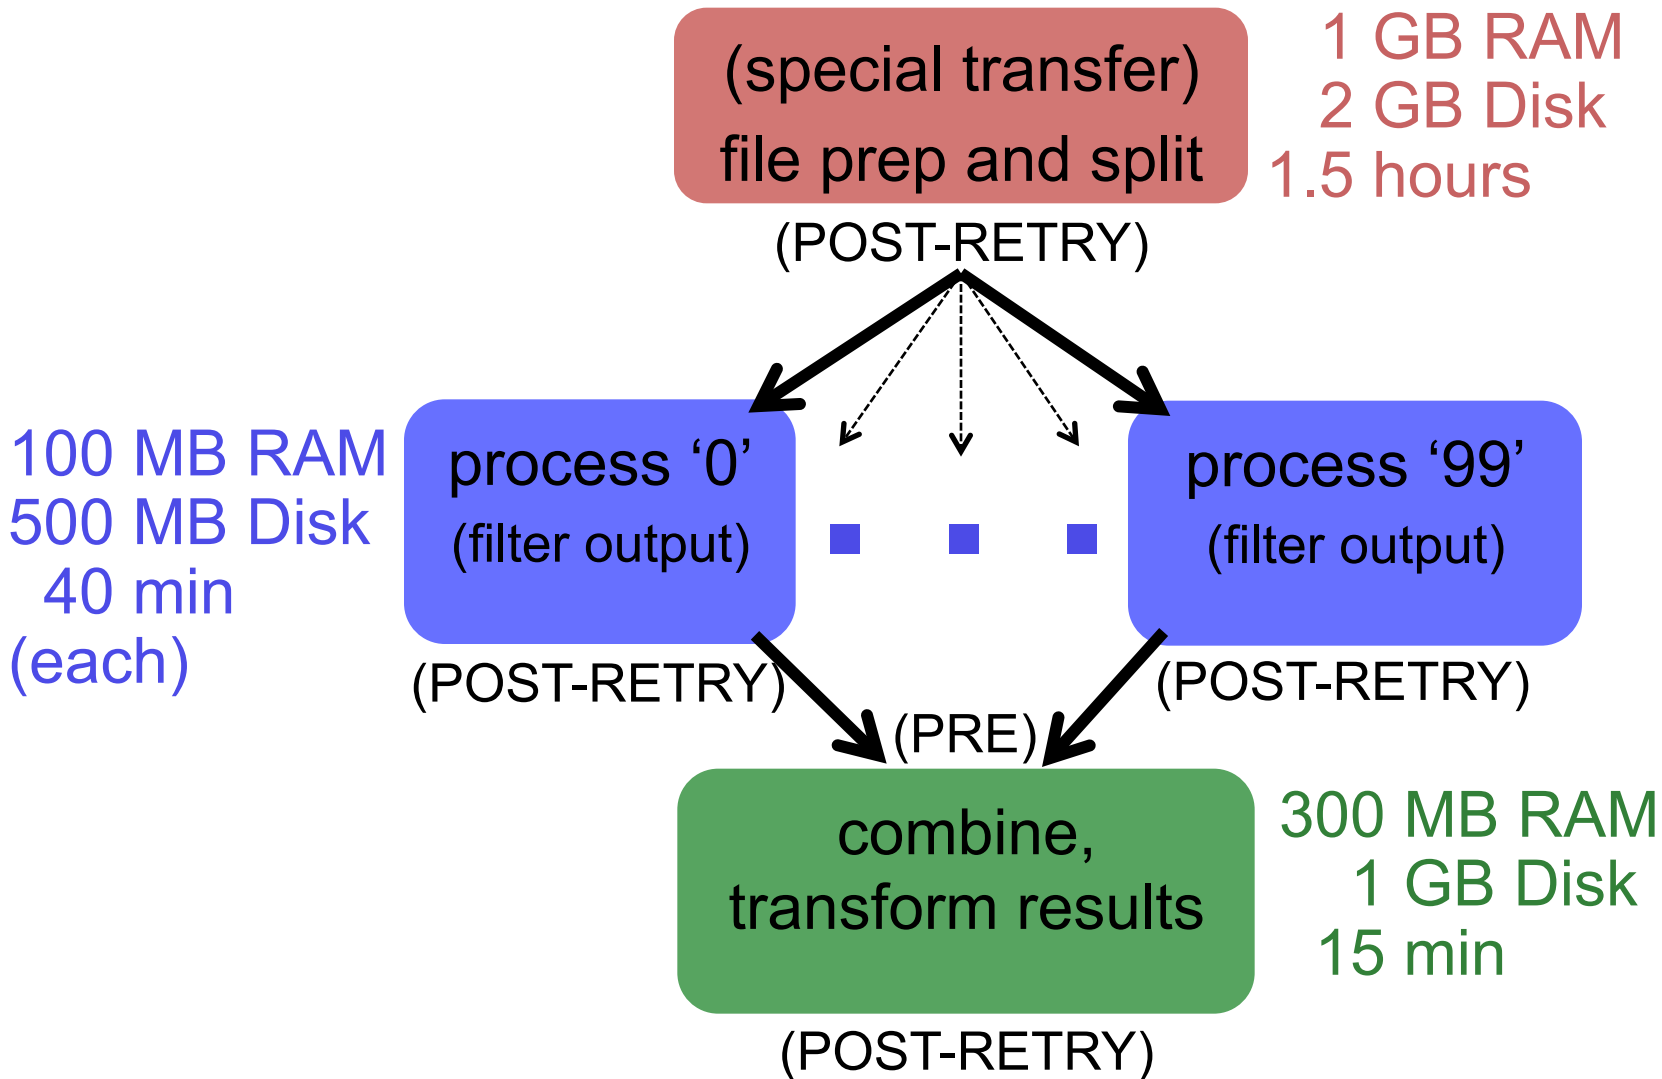 (special transfer)
file prep and split
1 GB RAM
2 GB Disk
1.5 hours
(POST-RETRY)
100 MB RAM
500 MB Disk
40 min
(each)
process ‘0’
(filter output)
process ‘99’
(filter output)
(POST-RETRY)
(POST-RETRY)
(PRE)
combine,
transform results
300 MB RAM
1 GB Disk
15 min
(POST-RETRY)